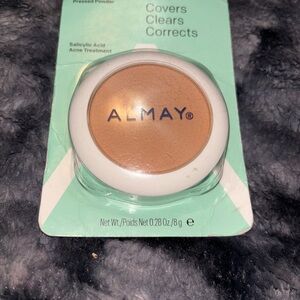 Pressed Powder
Covers
Clears
Corrects
Salicylic Acid
Acne Treatment
ALMAY®
Net Wt./Poids Net 0.28 Oz./8 g e